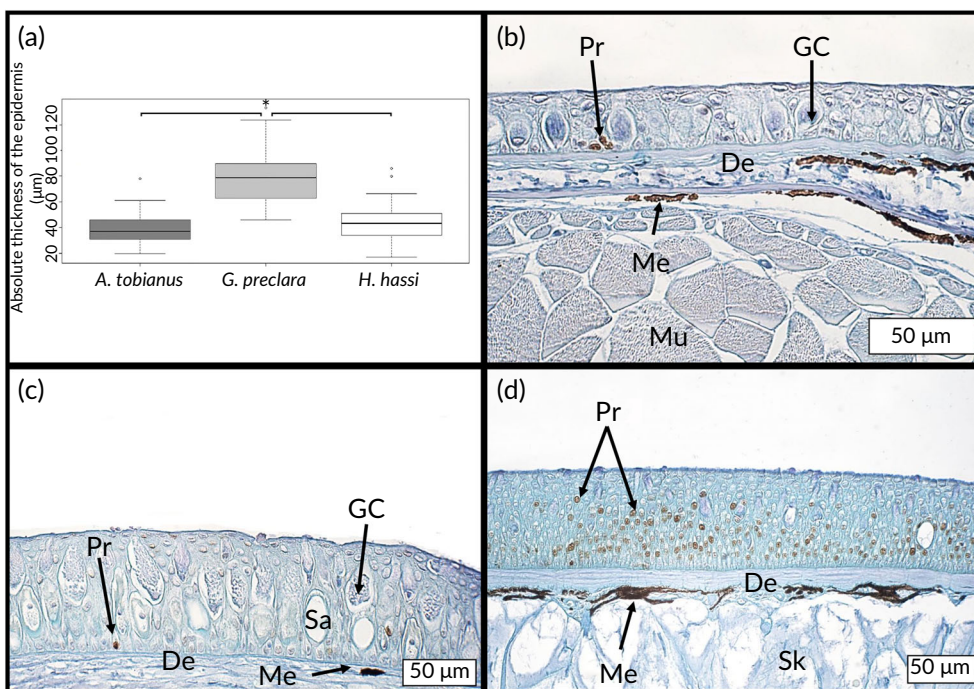 (a)
*
Absolute thickness of the epidermis
(µm)
120
100
80
60
40
20
A. tobianus
G. preclara
H. hassi
(b)
Pr
GC
De
Me
Mu
50 µm
(c)
GC
Pr
Sa
De
Me
50 µm
(d)
Pr
De
Me
Sk
50 µm